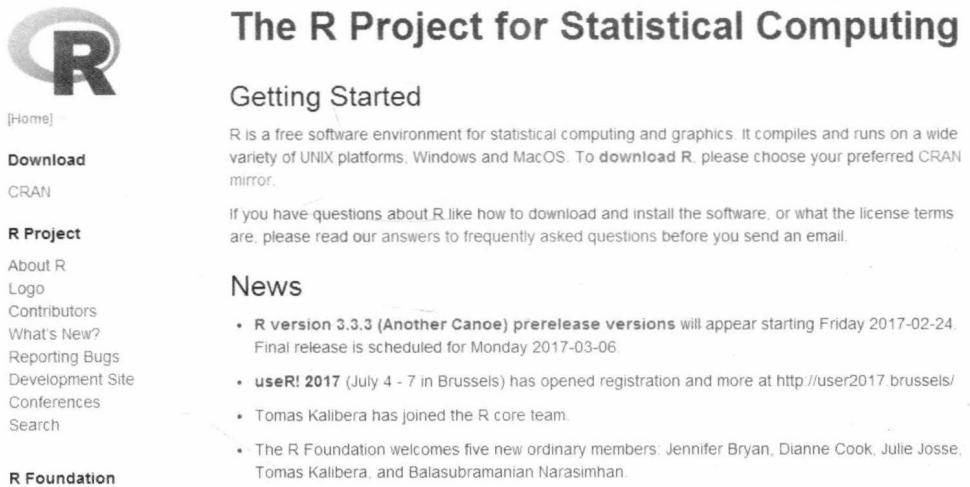 R
[Home]
Download
CRAN
R Project
About R
Logo
Contributors
What's New?
Reporting Bugs
Development Site
Conferences
Search
R Foundation
The R Project for Statistical Computing
Getting Started
R is a free software environment for statistical computing and graphics. It compiles and runs on a wide
variety of UNIX platforms, Windows and MacOS. To download R, please choose your preferred CRAN
mirror.
If you have questions about R like how to download and install the software, or what the license terms
are, please read our answers to frequently asked questions before you send an email.
News
• R version 3.3.3 (Another Canoe) prerelease versions will appear starting Friday 2017-02-24.
Final release is scheduled for Monday 2017-03-06.
• useR! 2017 (July 4 - 7 in Brussels) has opened registration and more at http://user2017.brussels/
• Tomas Kalibera has joined the R core team.
• The R Foundation welcomes five new ordinary members: Jennifer Bryan, Dianne Cook, Julie Josse,
Tomas Kalibera, and Balasubramanian Narasimhan.